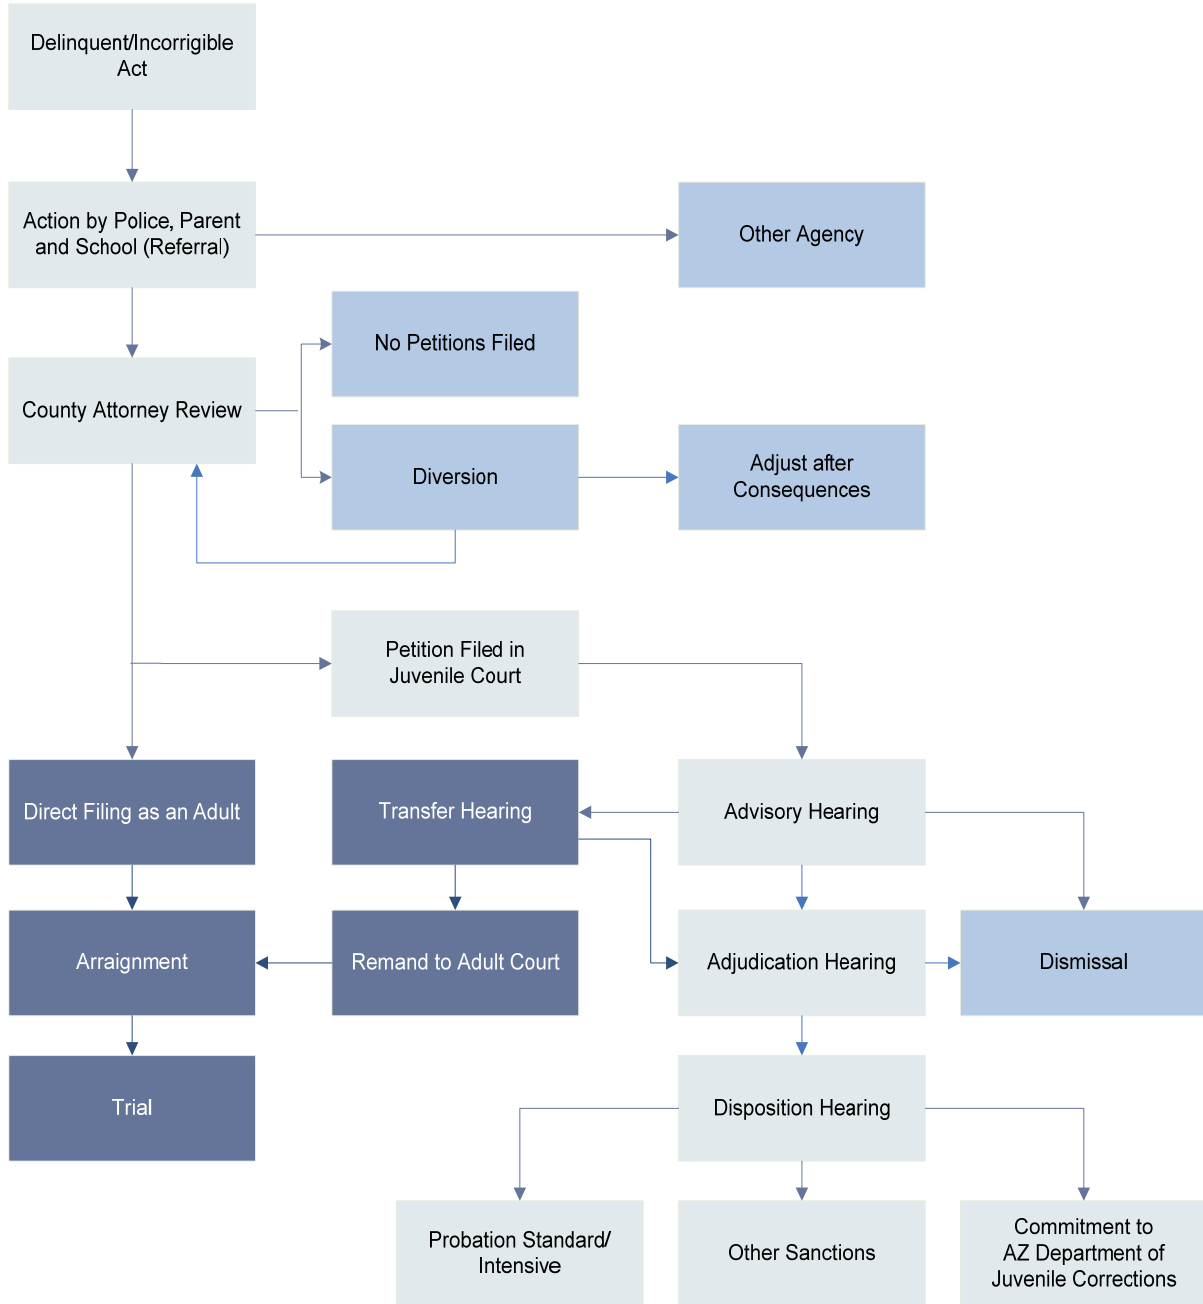 Delinquent/Incorrigible
Act
Action by Police, Parent
and School (Referral)
Other Agency
No Petitions Filed
County Attorney Review
Diversion
Adjust after
Consequences
Petition Filed in
Juvenile Court
Direct Filing as an Adult
Transfer Hearing
Advisory Hearing
Arraignment
Remand to Adult Court
Adjudication Hearing
Dismissal
Trial
Disposition Hearing
Probation Standard/
Intensive
Other Sanctions
Commitment to
AZ Department of
Juvenile Corrections